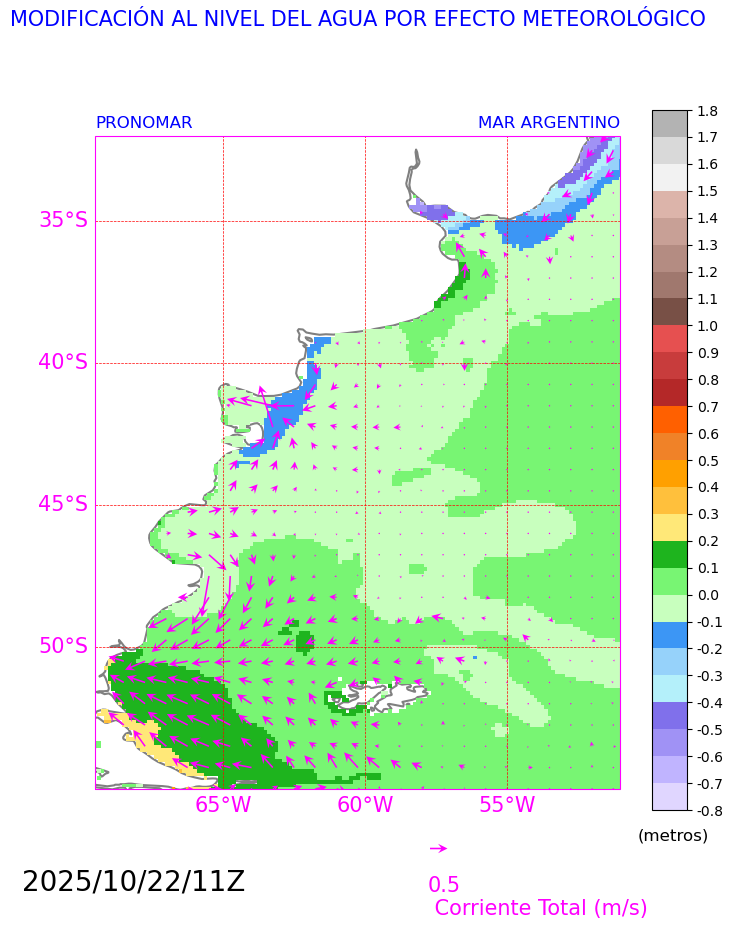 MODIFICACIÓN AL NIVEL DEL AGUA POR EFECTO METEOROLÓGICO
PRONOMAR MAR ARGENTINO
35°S
40°S
45°S
50°S
65°W 60°W 55°W
1.8
1.7
1.6
1.5
1.4
1.3
1.2
1.1
1.0
0.9
0.8
0.7
0.6
0.5
0.4
0.3
0.2
0.1
0.0
-0.1
-0.2
-0.3
-0.4
-0.5
-0.6
-0.7
-0.8
(metros)
2025/10/22/11Z
0.5
Corriente Total (m/s)